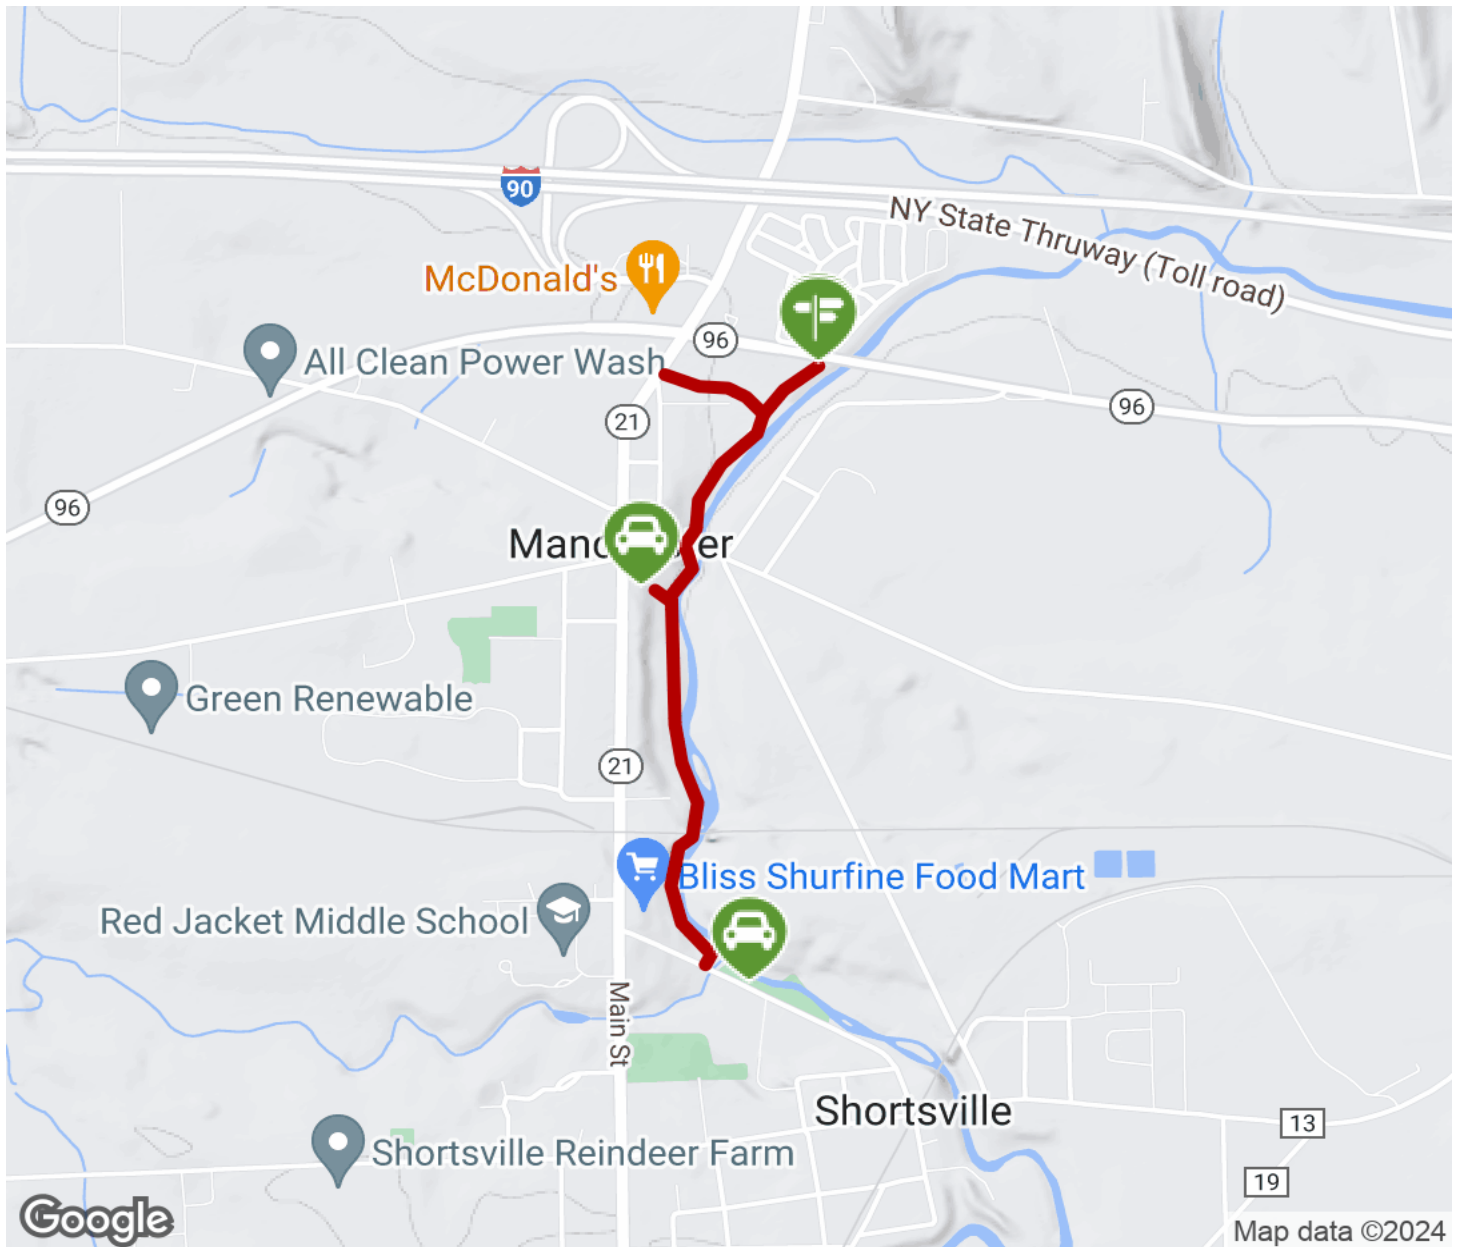 90
NY State Thruway (Toll road)
McDonald's
96
All Clean Power Wash
21
96
96
Manc er
Green Renewable
21
Bliss Shurfine Food Mart
Red Jacket Middle School
Main St
Shortsville
13
Shortsville Reindeer Farm
19
Google
Map data ©2024